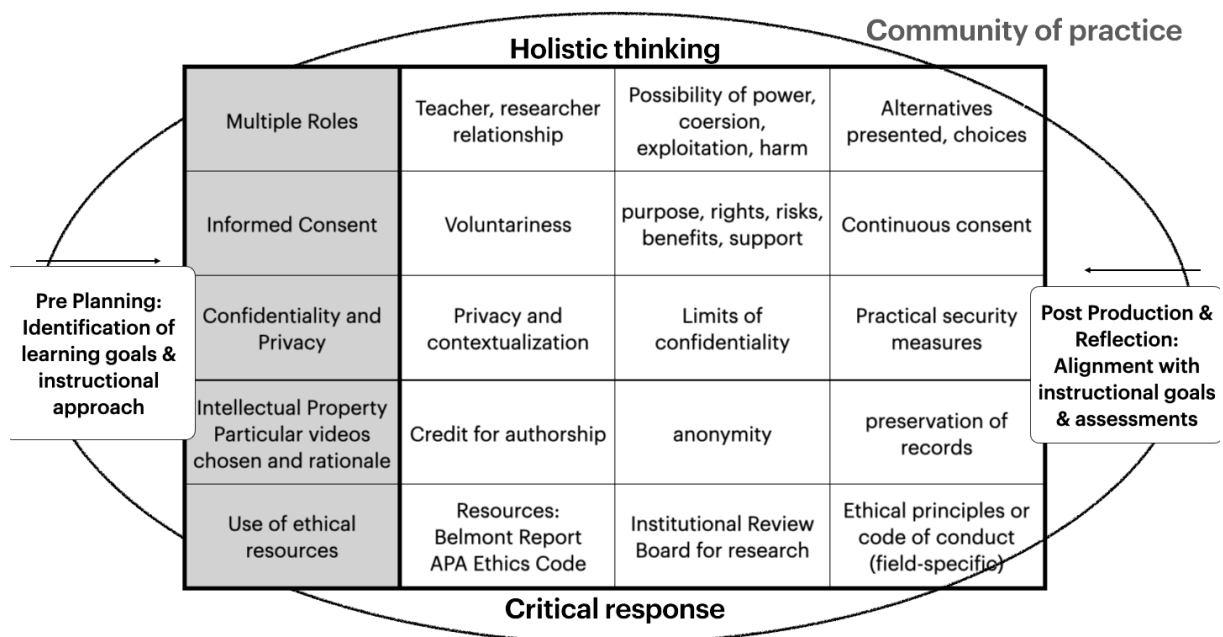 Community of practice
Holistic thinking
Multiple Roles
Teacher, researcher
relationship
Possibility of power,
coersion,
exploitation, harm
Alternatives
presented, choices
Informed Consent
Voluntariness
purpose, rights, risks,
benefits, support
Continuous consent
Pre Planning:
Identification of
learning goals &
instructional
approach
Confidentiality and
Privacy
Privacy and
contextualization
Limits of
confidentiality
Practical security
measures
Post Production &
Reflection:
Alignment with
instructional goals
& assessments
Intellectual Property
Particular videos
chosen and rationale
Credit for authorship
anonymity
preservation of
records
Use of ethical
resources
Resources:
Belmont Report
APA Ethics Code
Institutional Review
Board for research
Ethical principles or
code of conduct
(field-specific)
Critical response